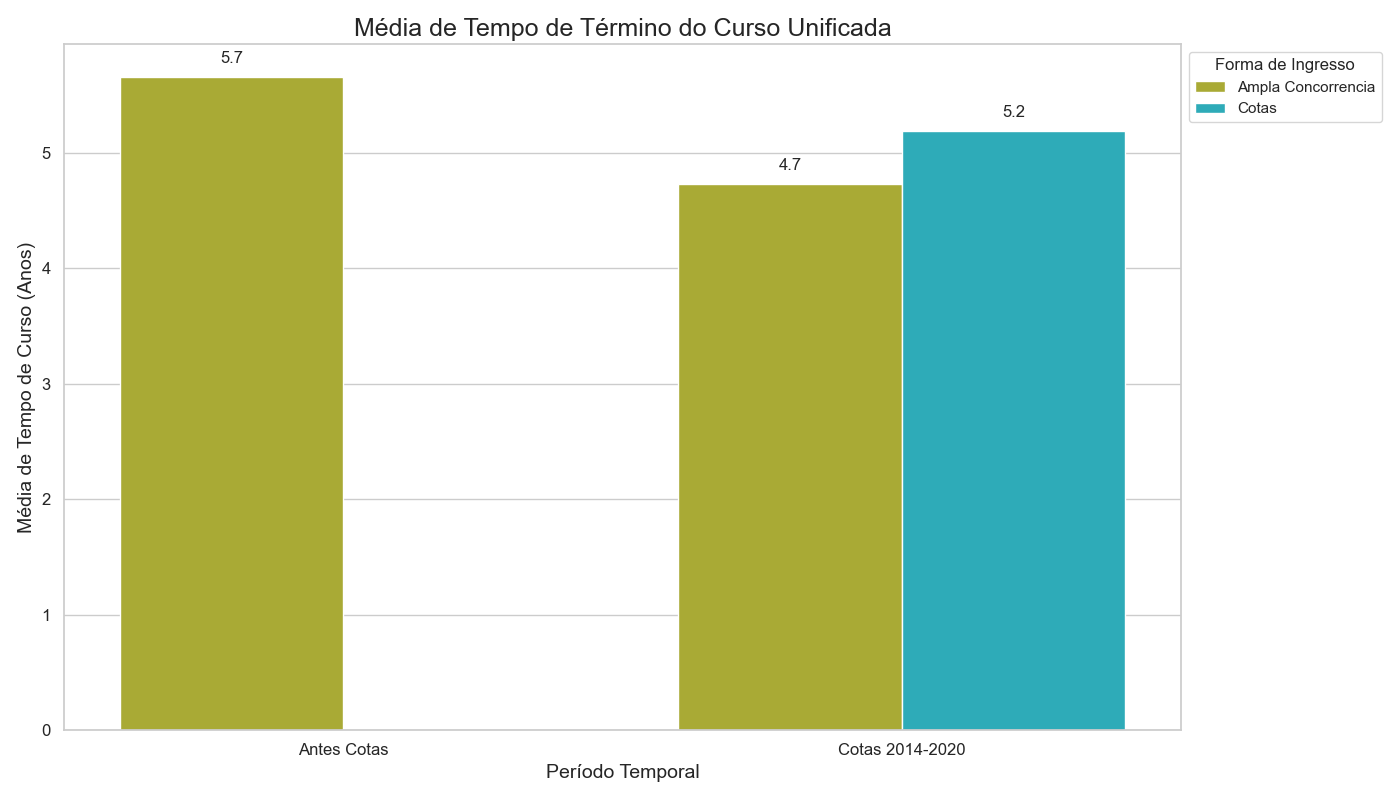 Média de Tempo de Término do Curso Unificada
Forma de Ingresso
Ampla Concorrencia
Cotas
5.7
5.2
4.7
5
4
3
2
1
0
Média de Tempo de Curso (Anos)
Antes Cotas
Cotas 2014-2020
Período Temporal